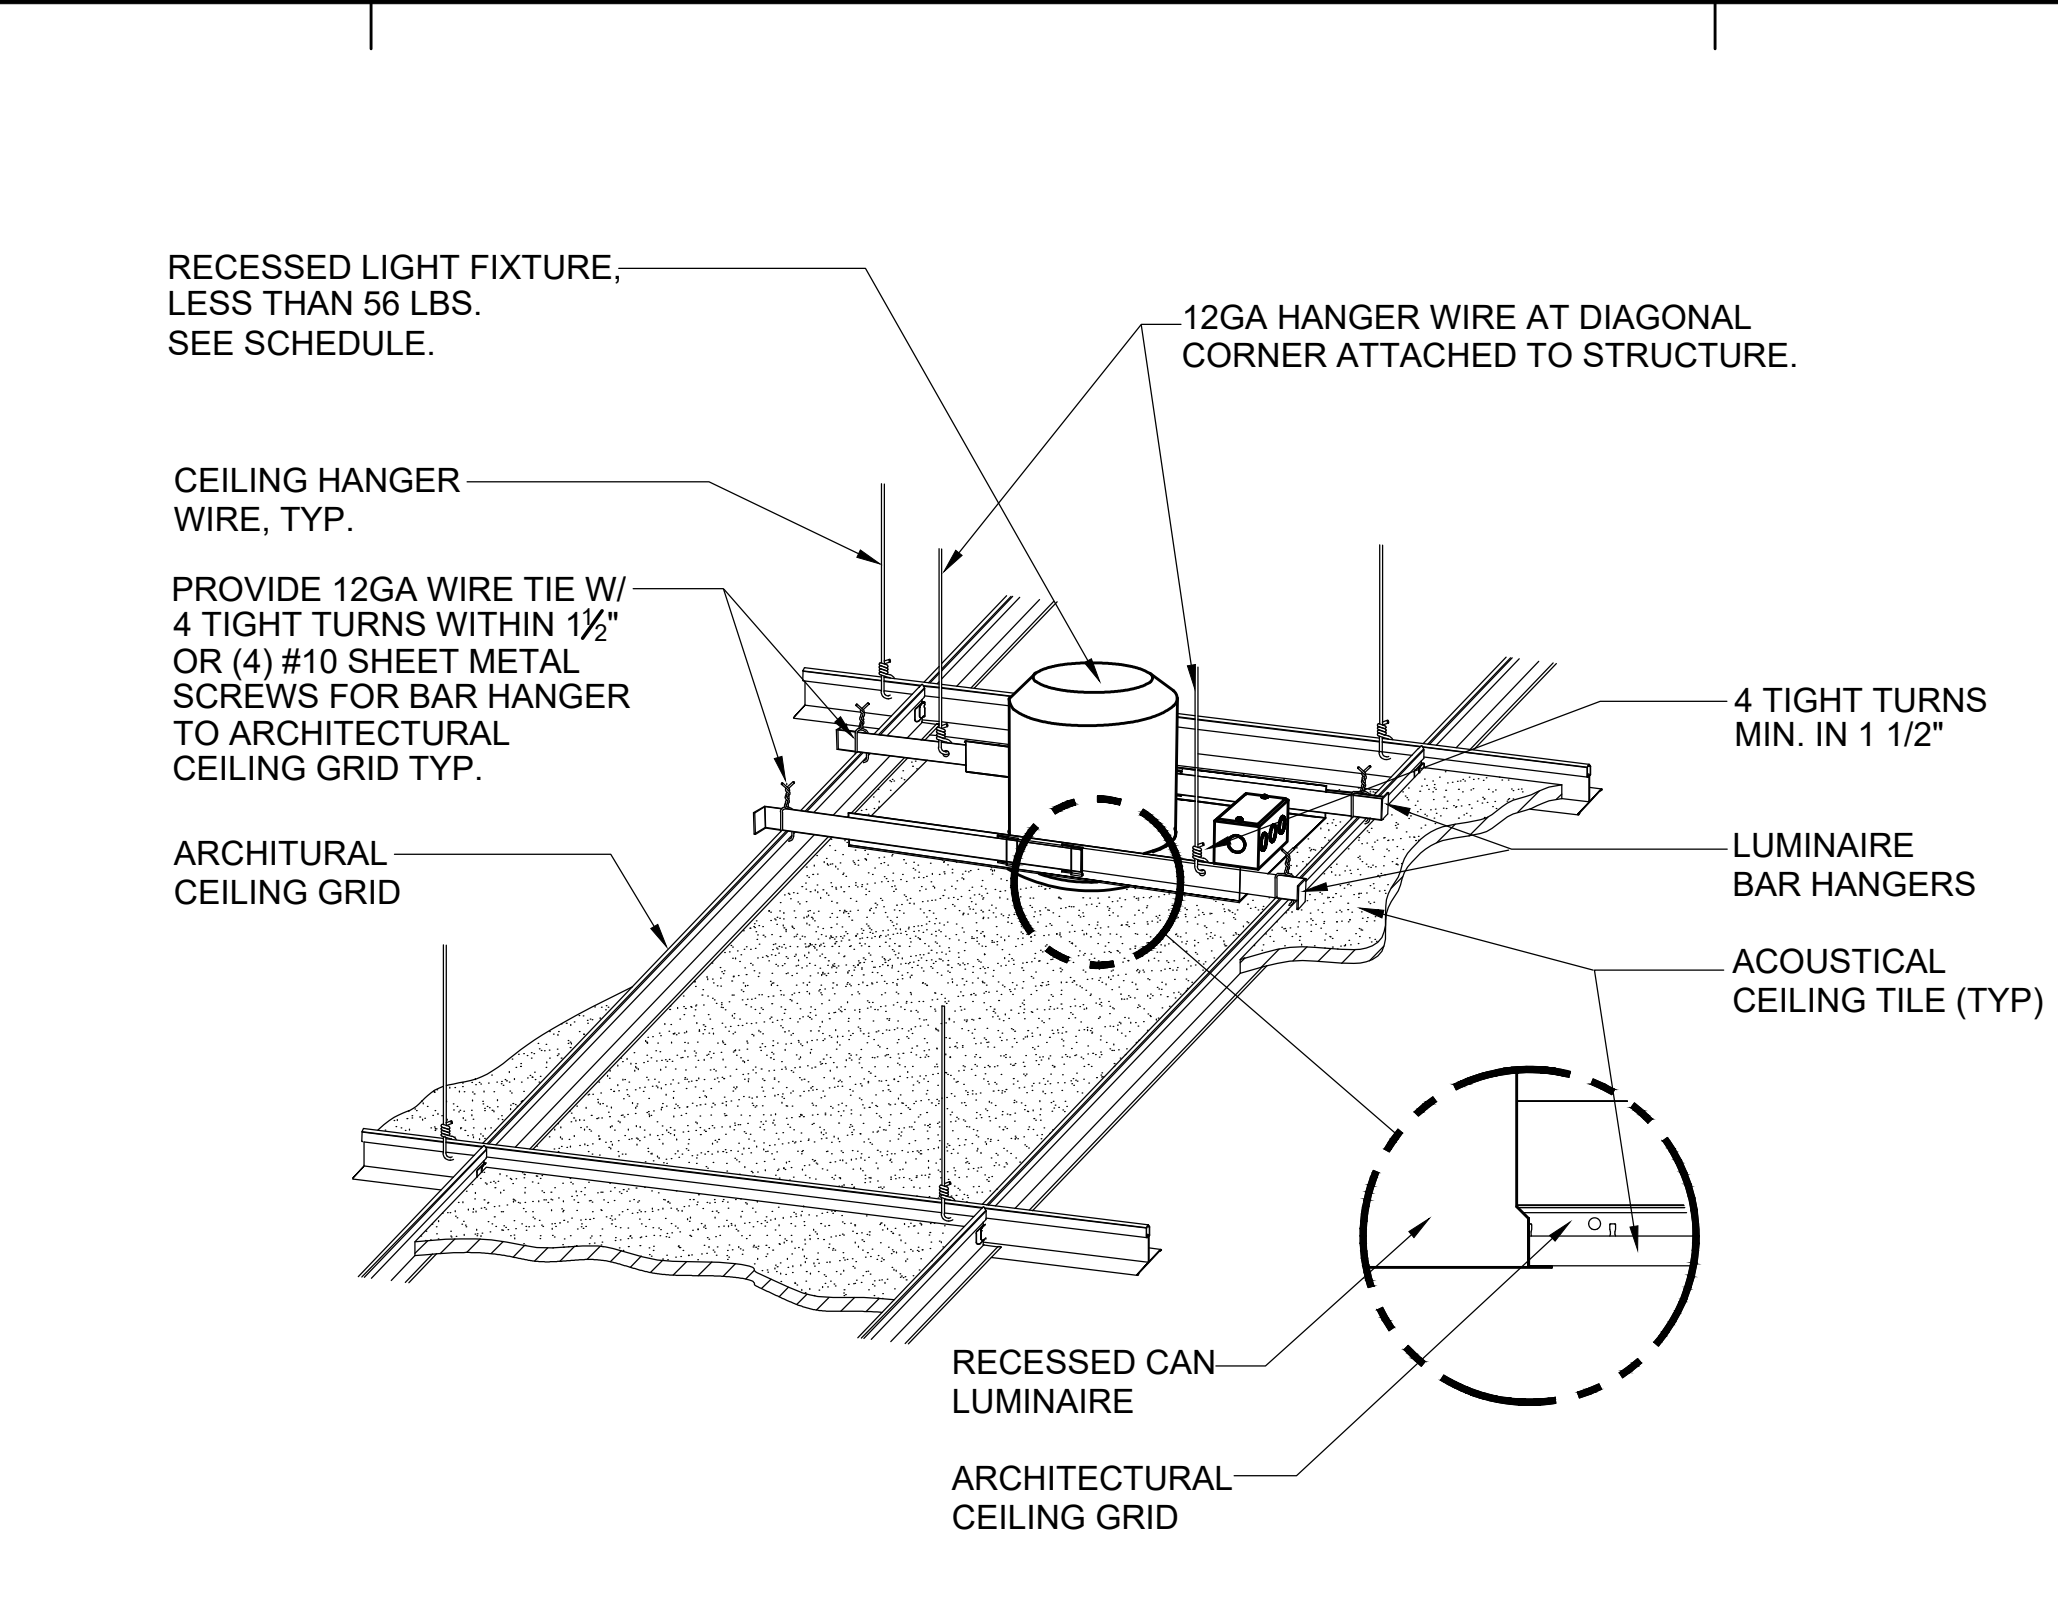 RECESSED LIGHT FIXTURE,
LESS THAN 56 LBS.
SEE SCHEDULE.
12GA HANGER WIRE AT DIAGONAL
CORNER ATTACHED TO STRUCTURE.
CEILING HANGER
WIRE, TYP.
PROVIDE 12GA WIRE TIE W/
4 TIGHT TURNS WITHIN 1½"
OR (4) #10 SHEET METAL
SCREWS FOR BAR HANGER
TO ARCHITECTURAL
CEILING GRID TYP.
4 TIGHT TURNS
MIN. IN 1 1/2"
ARCHITURAL
CEILING GRID
LUMINAIRE
BAR HANGERS
ACOUSTICAL
CEILING TILE (TYP)
RECESSED CAN
LUMINAIRE
ARCHITECTURAL
CEILING GRID